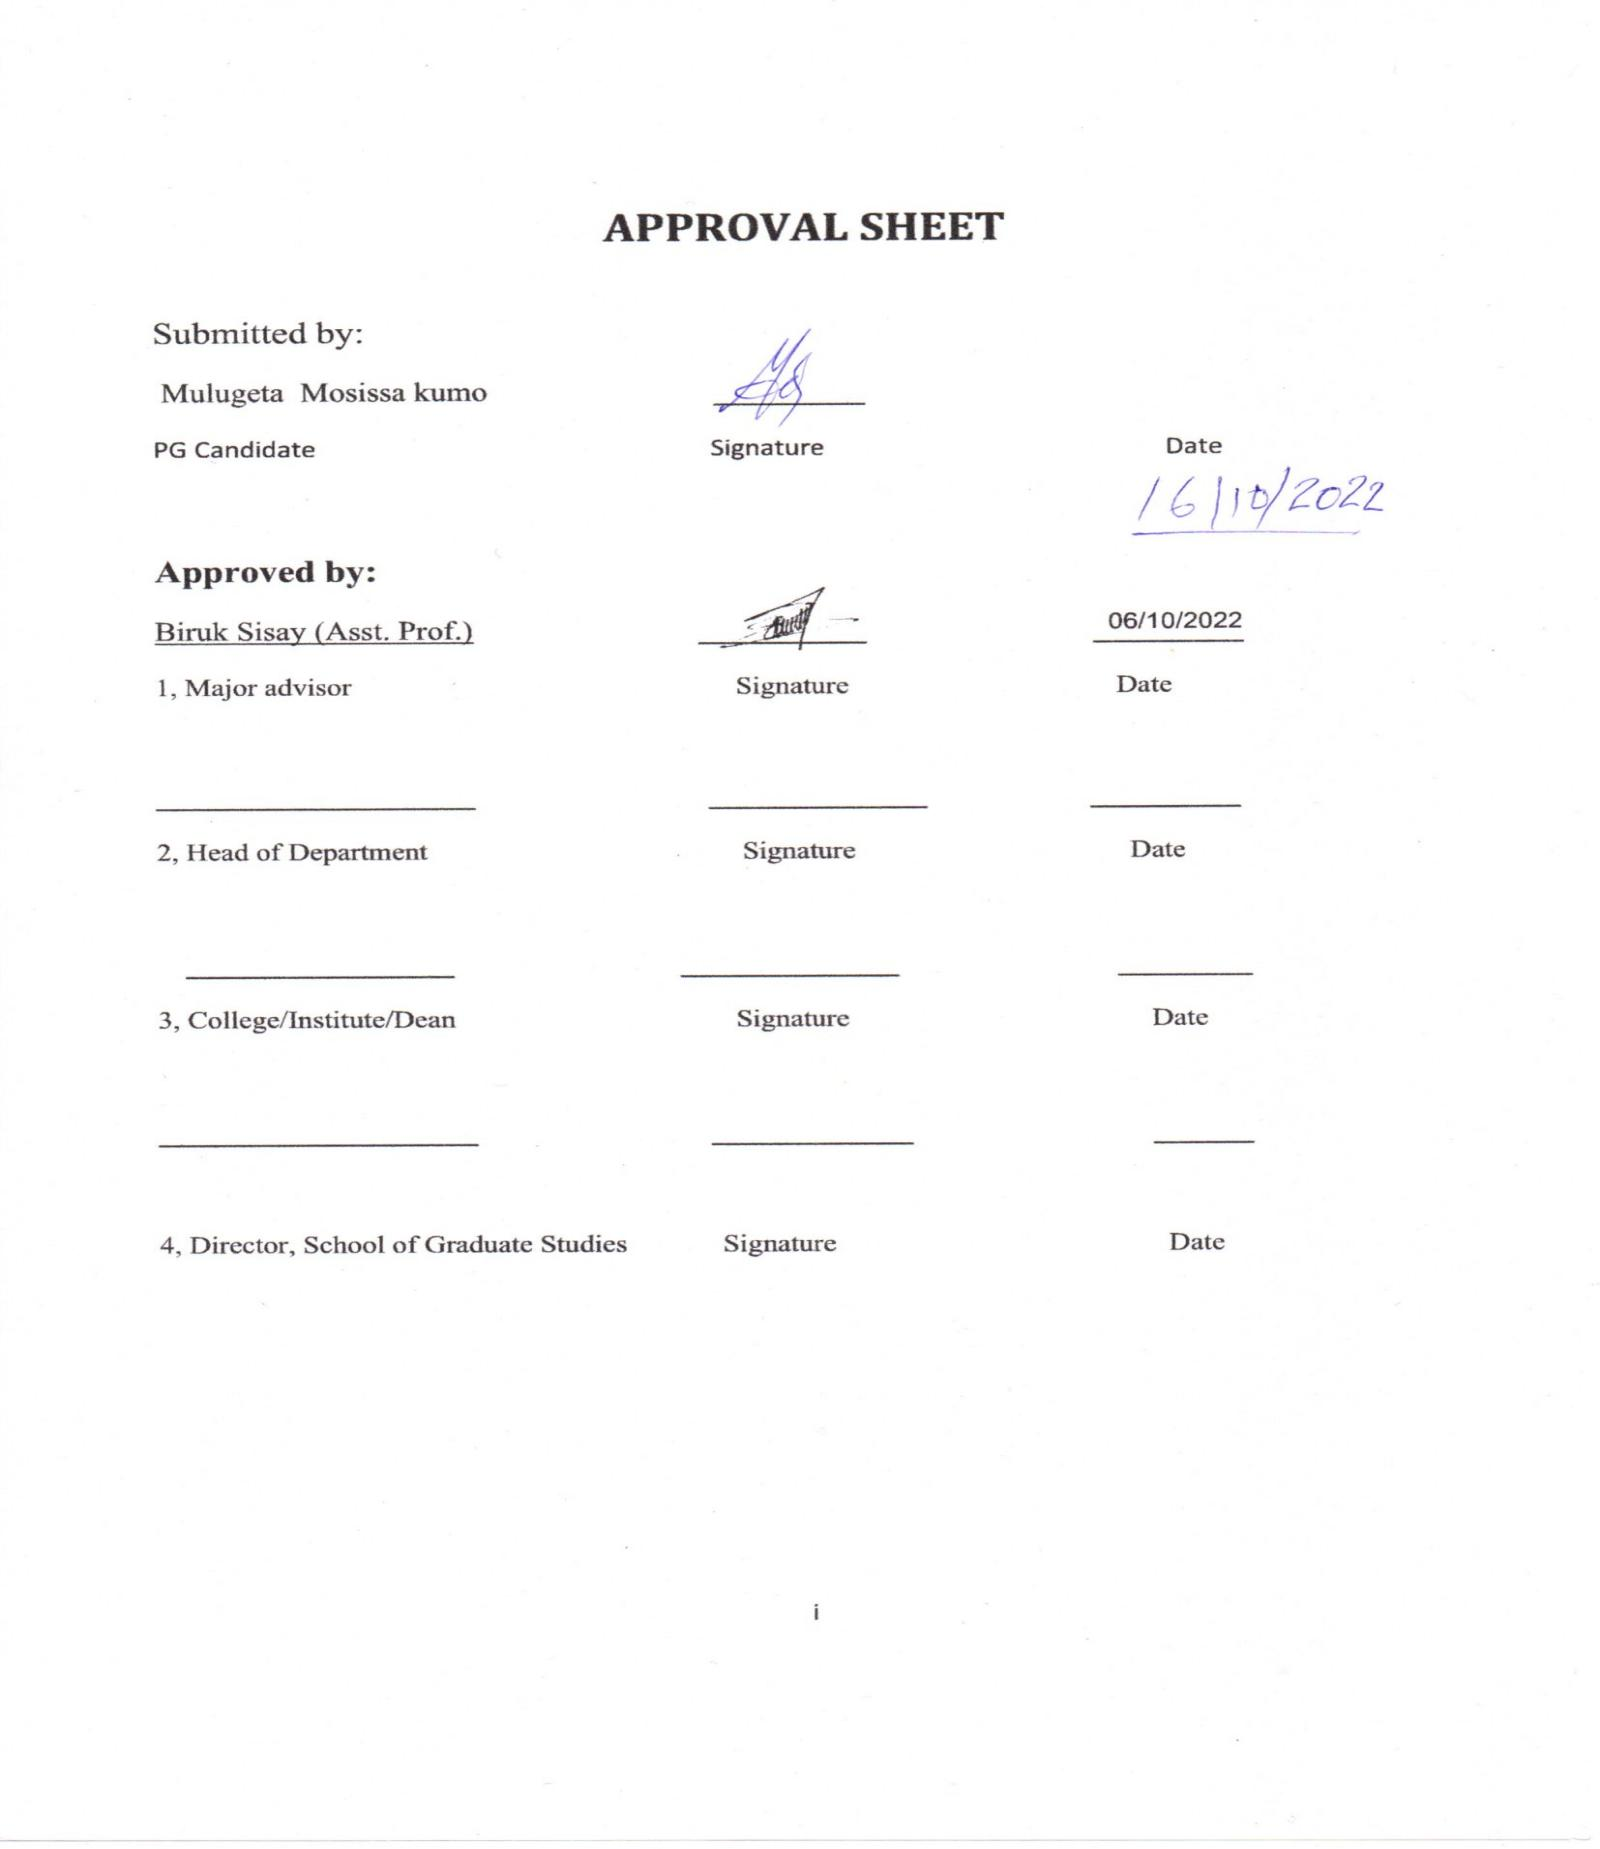 APPROVAL SHEET
Submitted by:
Mulugeta Mosissa kumo
PG Candidate Signature Date
16/10/2022
Approved by:
Biruk Sisay (Asst. Prof.) 06/10/2022
1, Major advisor Signature Date
2, Head of Department Signature Date
3, College/Institute/Dean Signature Date
4, Director, School of Graduate Studies Signature Date
i